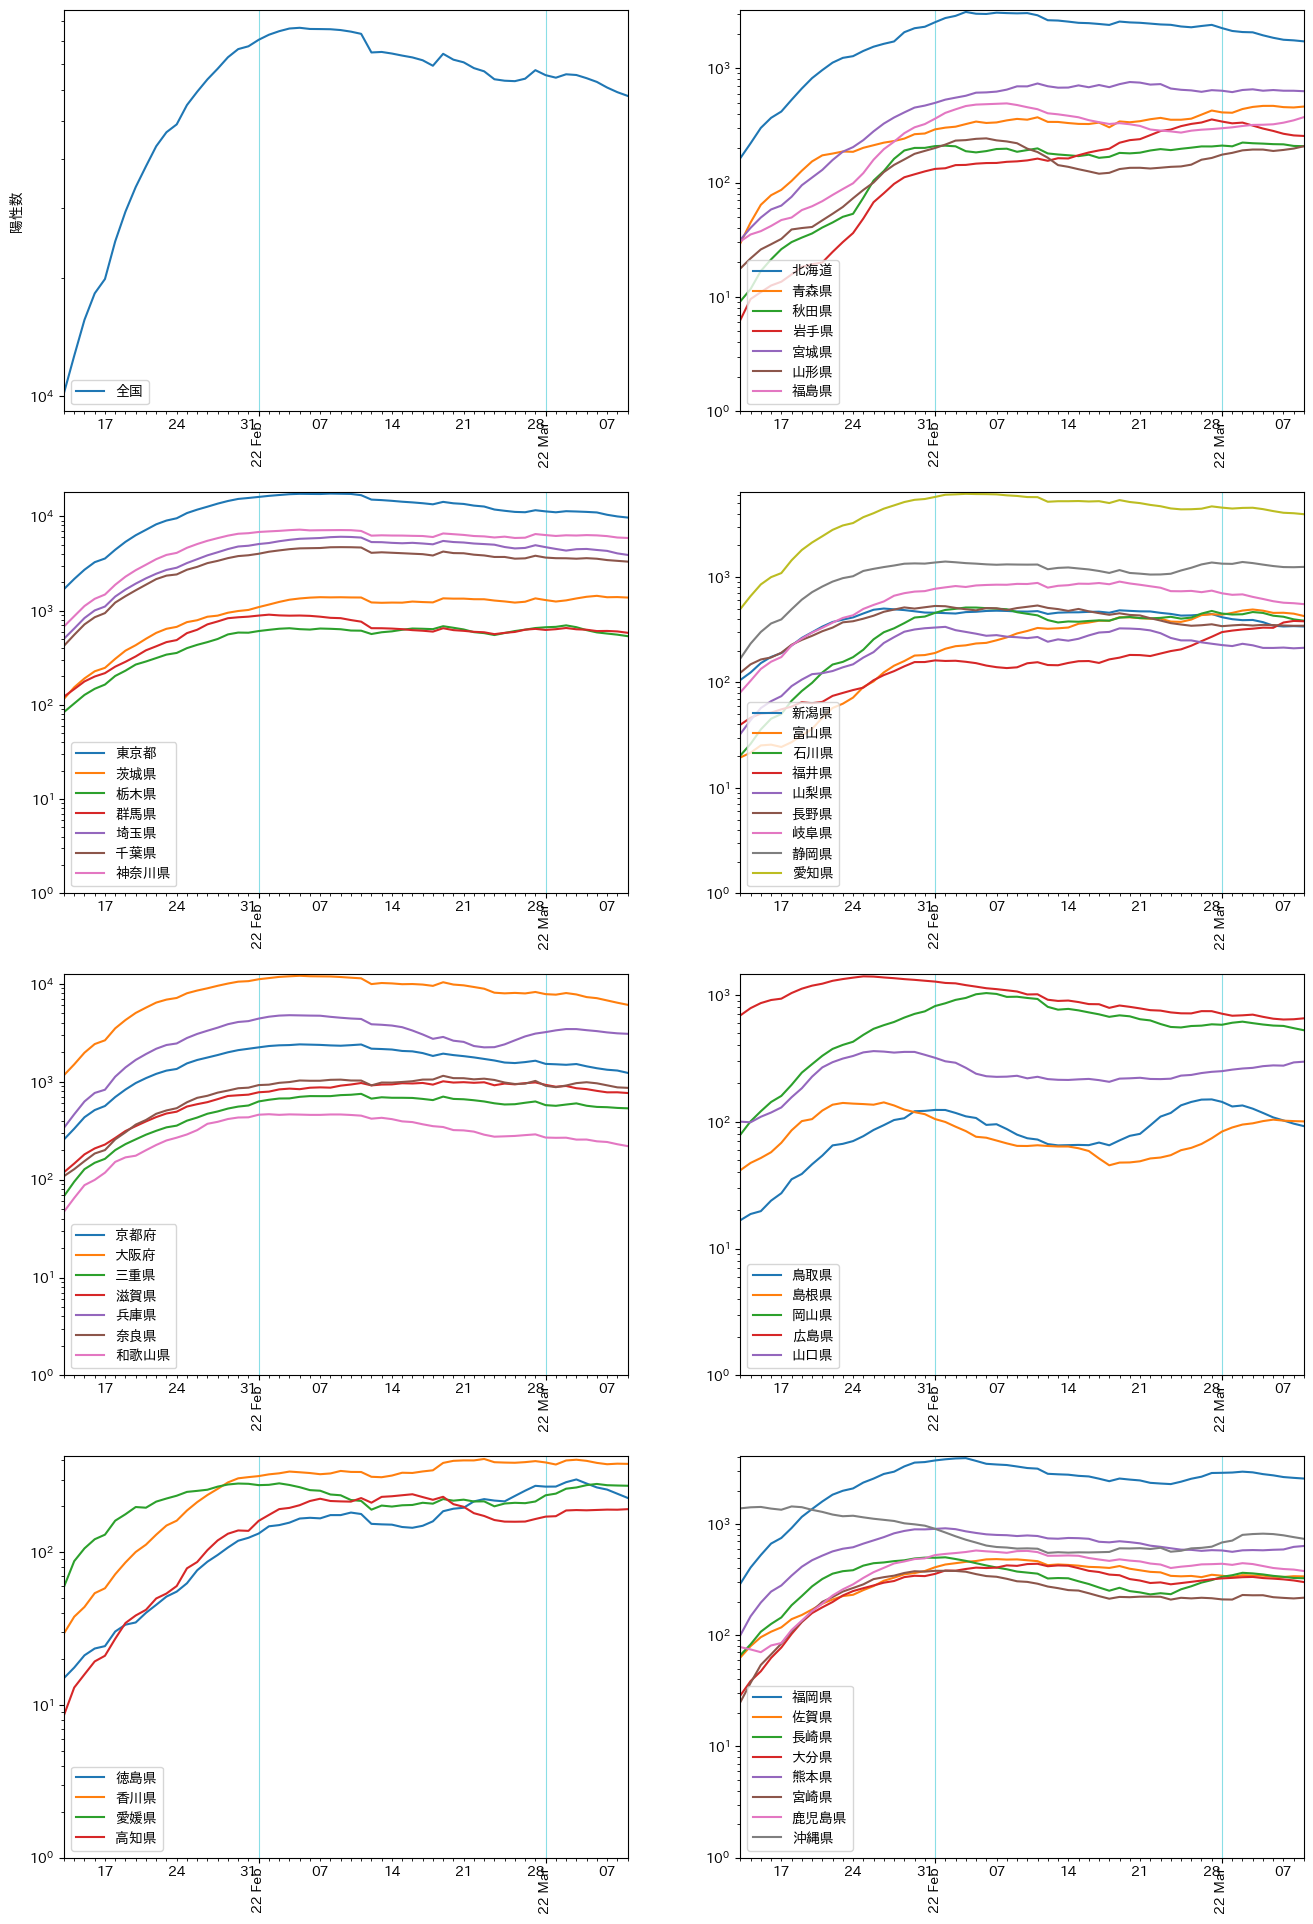 陽性数
10⁴
全国
17 24 31 07 14 21 28 07
22 Feb 22 Mar
10³
10²
10¹
10⁰
北海道
青森県
秋田県
岩手県
宮城県
山形県
福島県
17 24 31 07 14 21 28 07
22 Feb 22 Mar
10⁴
10³
10²
10¹
10⁰
東京都
茨城県
栃木県
群馬県
埼玉県
千葉県
神奈川県
17 24 31 07 14 21 28 07
22 Feb 22 Mar
10³
10²
10¹
10⁰
新潟県
富山県
石川県
福井県
山梨県
長野県
岐阜県
静岡県
愛知県
17 24 31 07 14 21 28 07
22 Feb 22 Mar
10⁴
10³
10²
10¹
10⁰
京都府
大阪府
三重県
滋賀県
兵庫県
奈良県
和歌山県
17 24 31 07 14 21 28 07
22 Feb 22 Mar
10³
10²
10¹
10⁰
鳥取県
島根県
岡山県
広島県
山口県
17 24 31 07 14 21 28 07
22 Feb 22 Mar
10²
10¹
10⁰
徳島県
香川県
愛媛県
高知県
17 24 31 07 14 21 28 07
22 Feb 22 Mar
10³
10²
10¹
10⁰
福岡県
佐賀県
長崎県
大分県
熊本県
宮崎県
鹿児島県
沖縄県
17 24 31 07 14 21 28 07
22 Feb 22 Mar